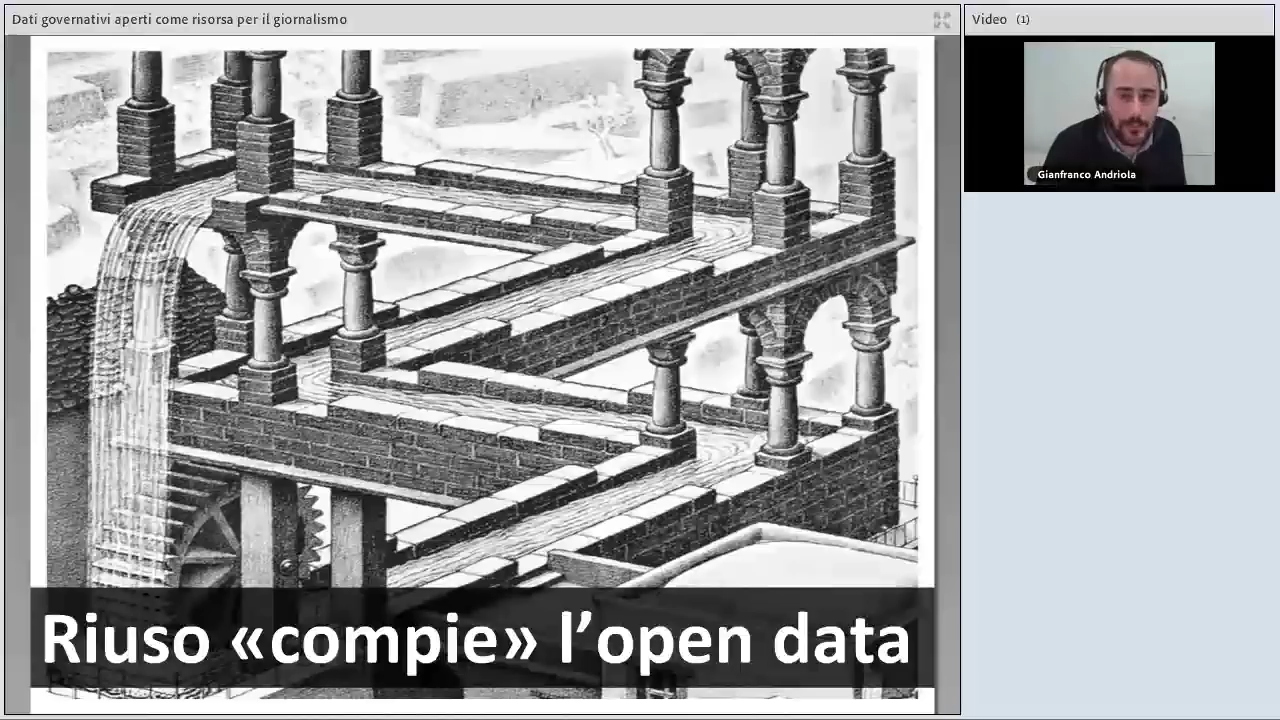 Dati governativi aperti come risorsa per il giornalismo
Video (1)
Gianfranco Andriola
Riuso «compie» l’open data